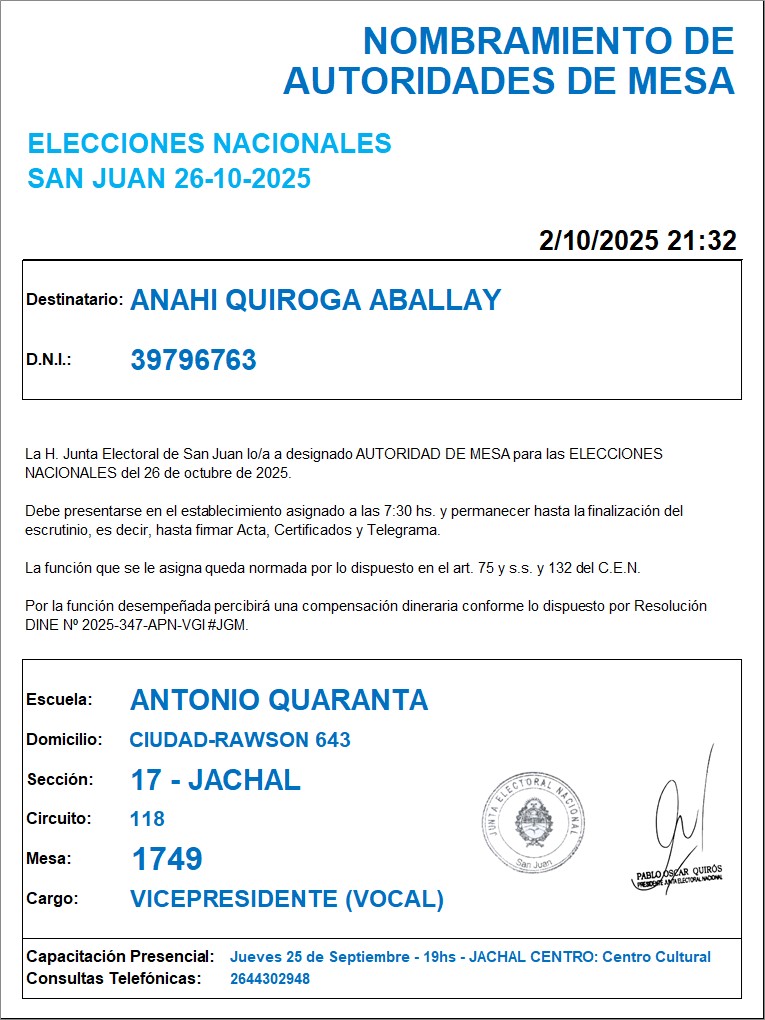 NOMBRAMIENTO DE
AUTORIDADES DE MESA
ELECCIONES NACIONALES
SAN JUAN 26-10-2025
2/10/2025 21:32
Destinatario: ANAHI QUIROGA ABALLAY
D.N.I.: 39796763
La H. Junta Electoral de San Juan lo/a a designado AUTORIDAD DE MESA para las ELECCIONES
NACIONALES del 26 de octubre de 2025.
Debe presentarse en el establecimiento asignado a las 7:30 hs. y permanecer hasta la finalización del
escrutinio, es decir, hasta firmar Acta, Certificados y Telegrama.
La función que se le asigna queda normada por lo dispuesto en el art. 75 y s.s. y 132 del C.E.N.
Por la función desempeñada percibirá una compensación dineraria conforme lo dispuesto por Resolución
DINE Nº 2025-347-APN-VGI#JGM.
Escuela: ANTONIO QUARANTA
Domicilio: CIUDAD-RAWSON 643
Sección: 17 - JACHAL
Circuito: 118
Mesa: 1749
Cargo: VICEPRESIDENTE (VOCAL)
JUNTA ELECTORAL NACIONAL
San Juan
PABLO OSCAR QUIRÓS
PRESIDENTE JUNTA ELECTORAL NACIONAL
Capacitación Presencial: Jueves 25 de Septiembre - 19hs - JACHAL CENTRO: Centro Cultural
Consultas Telefónicas: 2644302948